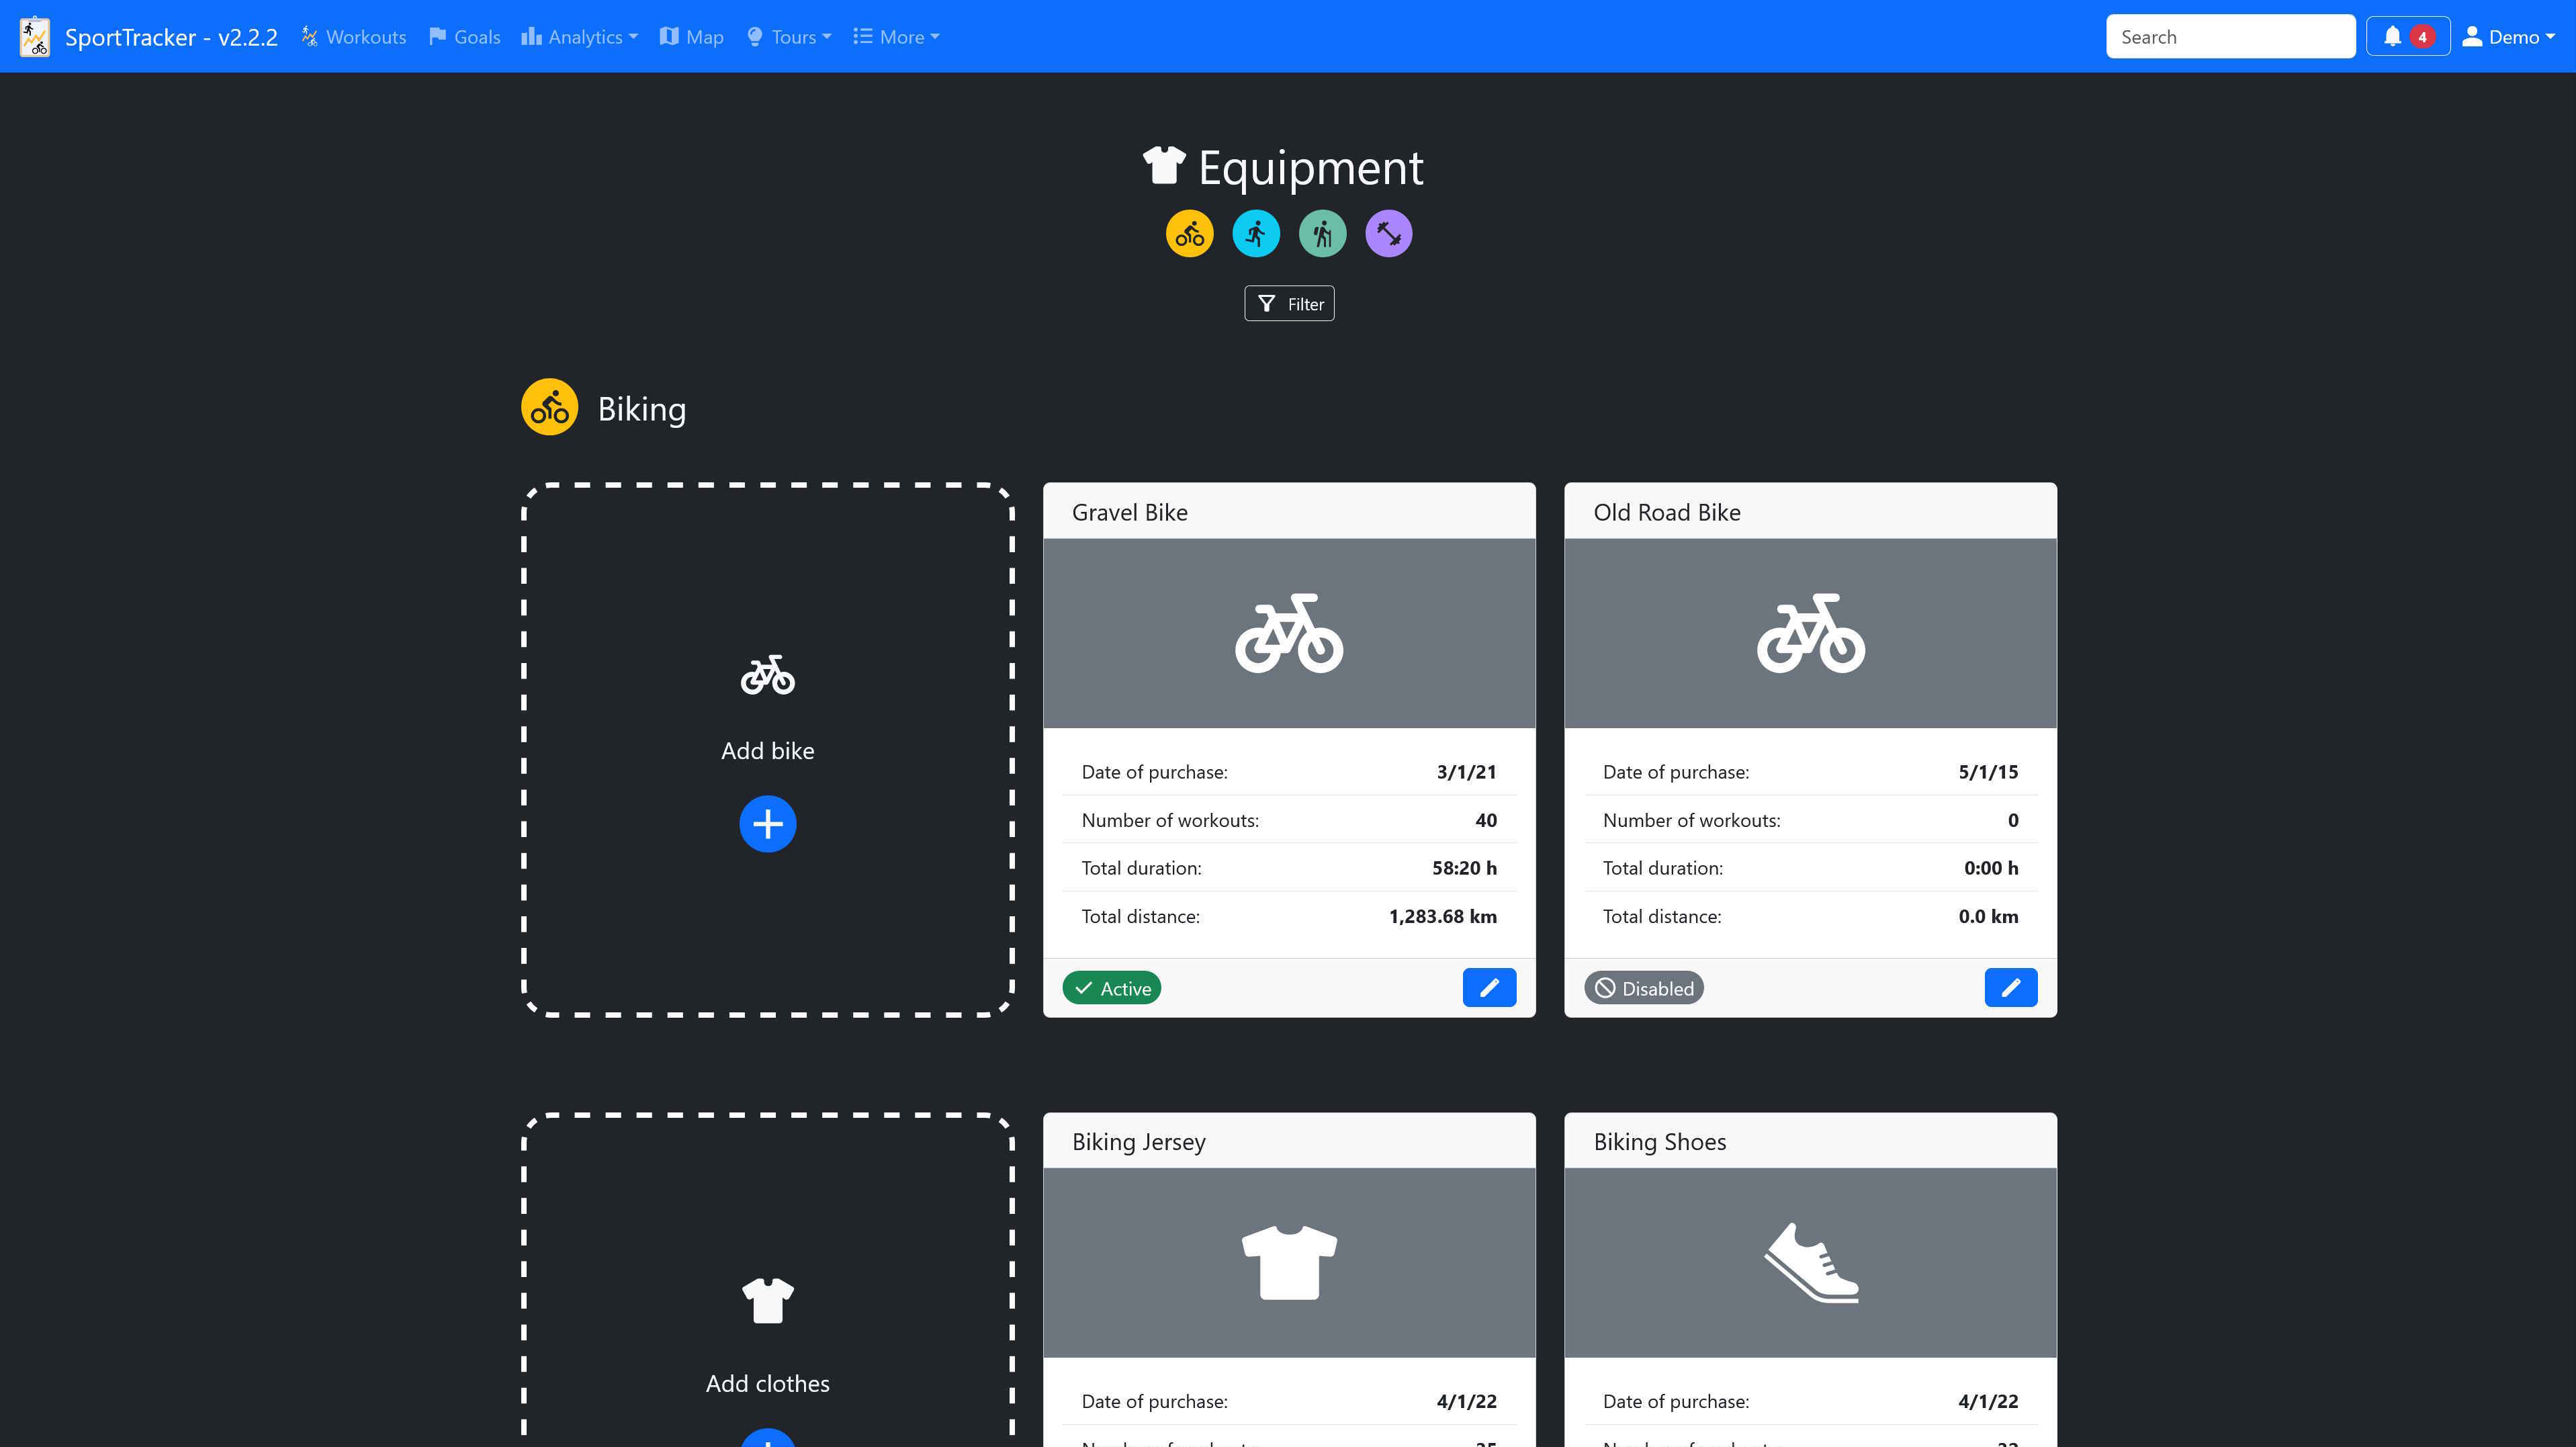 SportTracker - v2.2.2 Workouts Goals Analytics Map Tours More Search 4 Demo
Equipment
Filter
Biking
Add bike
Gravel Bike
Date of purchase: 3/1/21
Number of workouts: 40
Total duration: 58:20 h
Total distance: 1,283.68 km
Active
Old Road Bike
Date of purchase: 5/1/15
Number of workouts: 0
Total duration: 0:00 h
Total distance: 0.0 km
Disabled
Add clothes
Biking Jersey
Date of purchase: 4/1/22
Biking Shoes
Date of purchase: 4/1/22